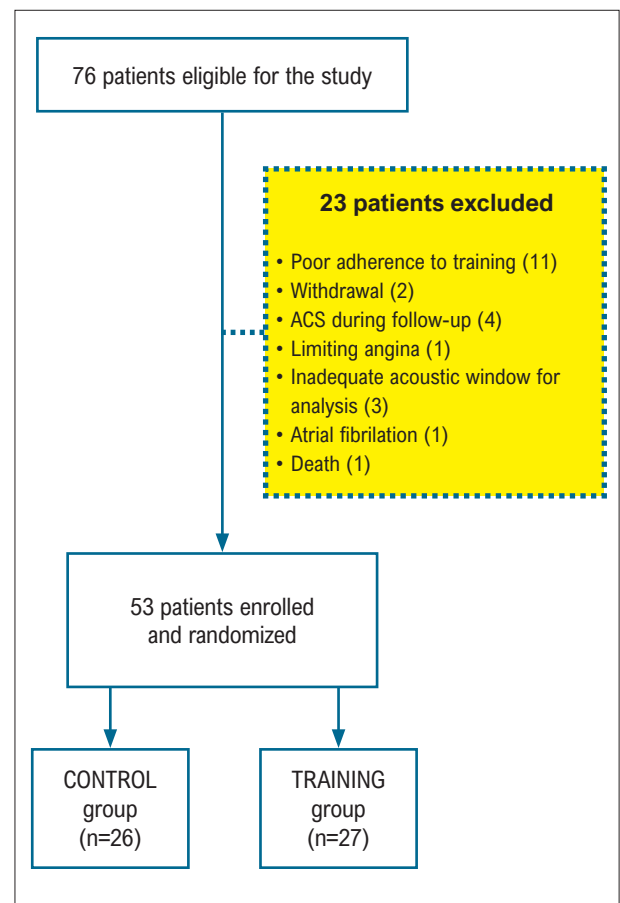 76 patients eligible for the study
23 patients excluded
• Poor adherence to training (11)
• Withdrawal (2)
• ACS during follow-up (4)
• Limiting angina (1)
• Inadequate acoustic window for
analysis (3)
• Atrial fibrilation (1)
• Death (1)
53 patients enrolled
and randomized
CONTROL
group
(n=26)
TRAINING
group
(n=27)